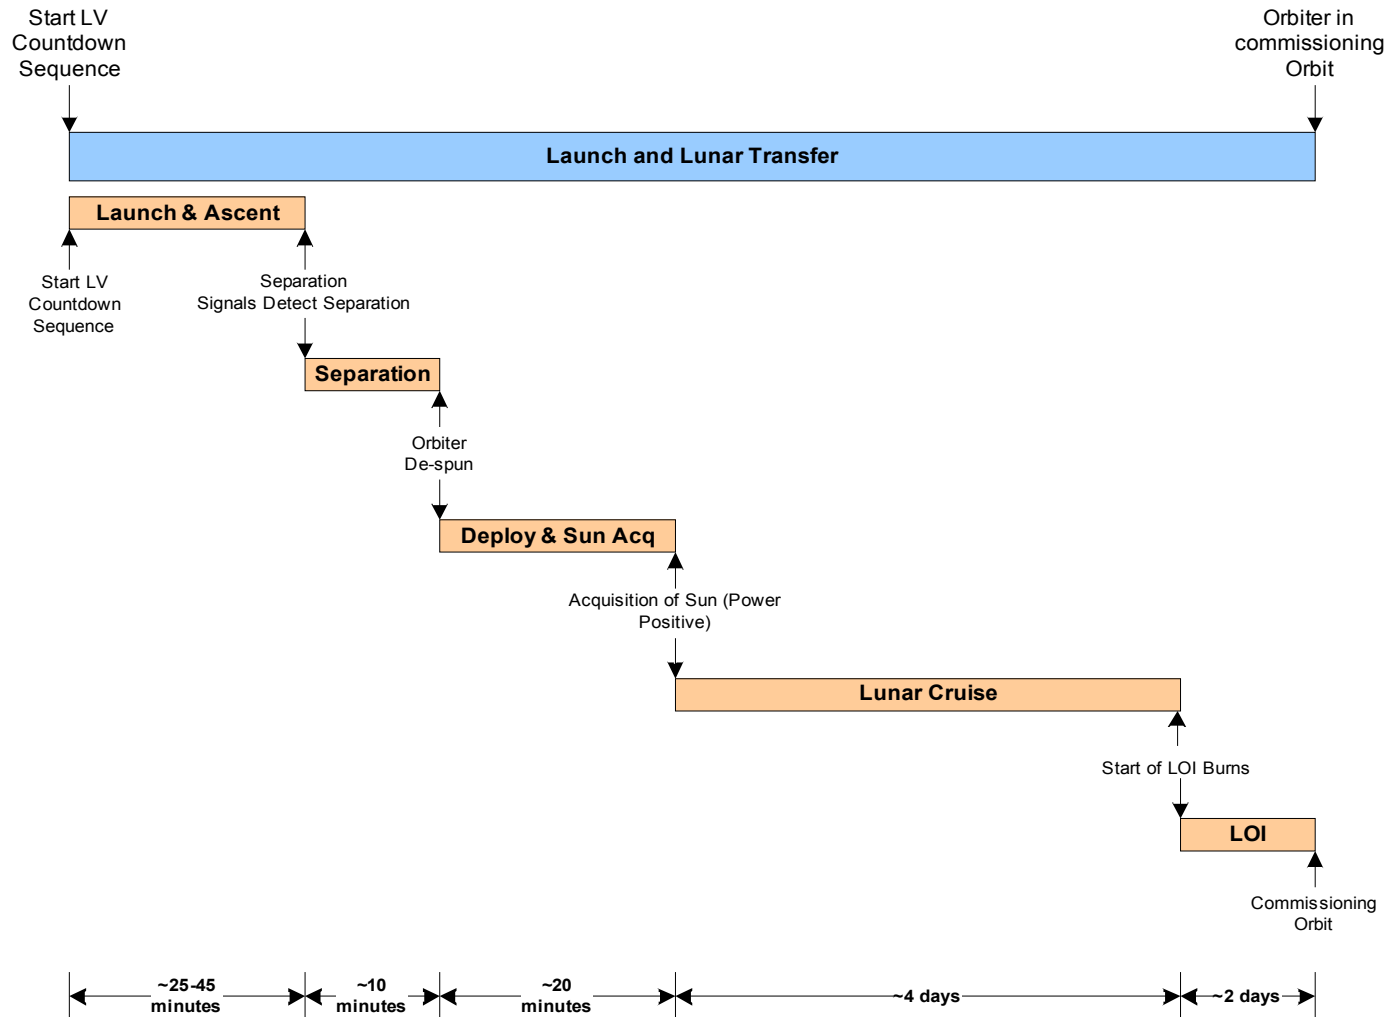 Start LV
Countdown
Sequence
Orbiter in
commissioning
Orbit
Launch and Lunar Transfer
Launch & Ascent
Start LV
Countdown
Sequence
Separation
Signals Detect Separation
Separation
Orbiter
De-spun
Deploy & Sun Acq
Acquisition of Sun (Power
Positive)
Lunar Cruise
Start of LOI Burns
LOI
Commissioning
Orbit
~25-45
minutes
~10
minutes
~20
minutes
~4 days
~2 days